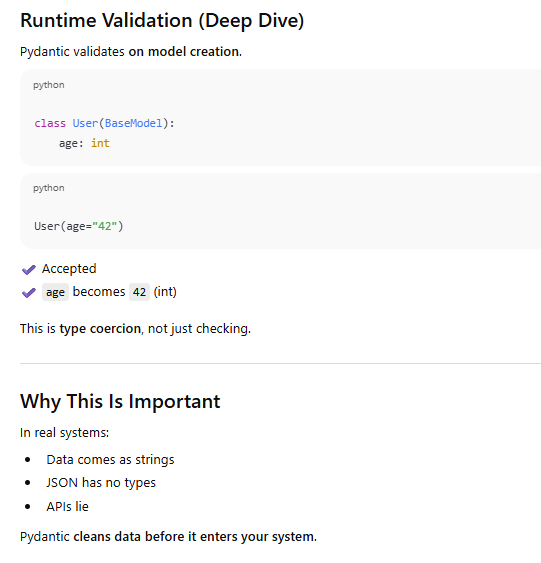 Runtime Validation (Deep Dive)
Pydantic validates on model creation.
python
class User(BaseModel):
    age: int
python
User(age="42")
✔ Accepted
✔ age becomes 42 (int)
This is type coercion, not just checking.
Why This Is Important
In real systems:
• Data comes as strings
• JSON has no types
• APIs lie
Pydantic cleans data before it enters your system.